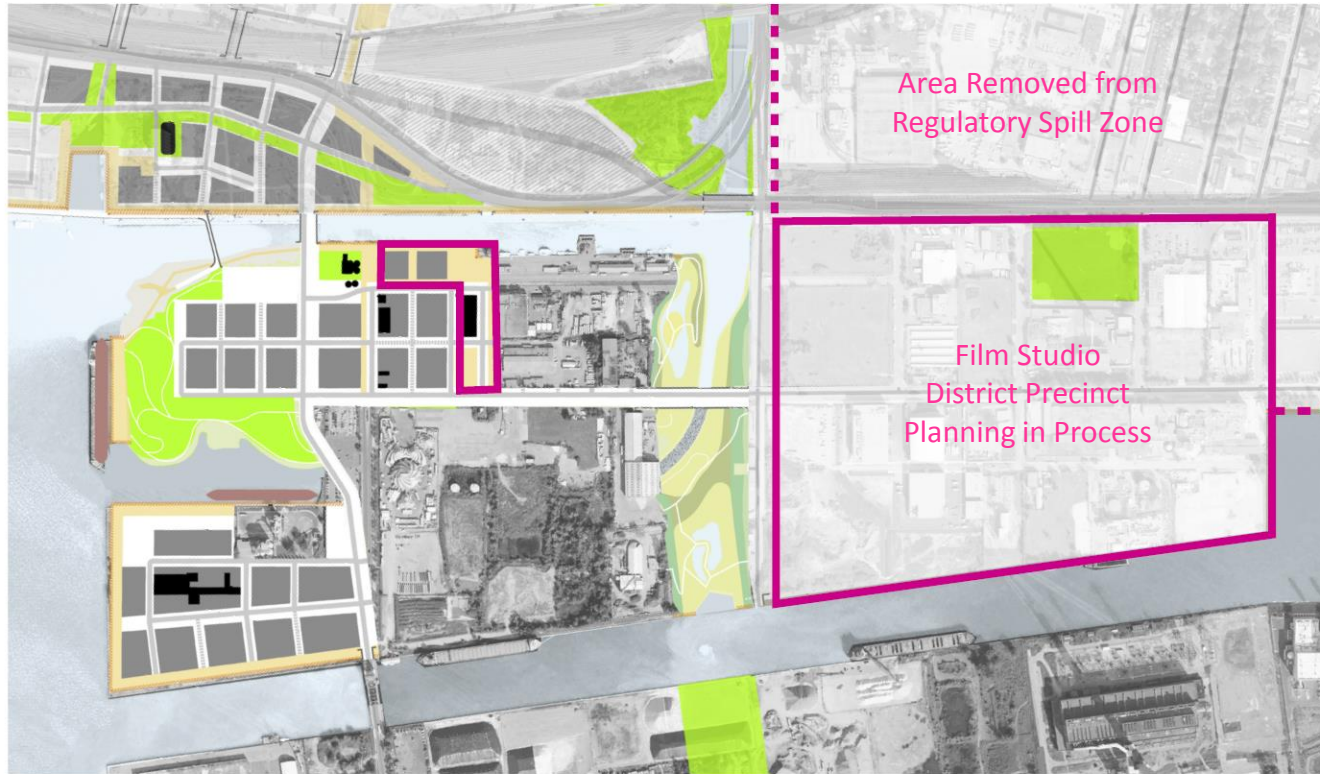 Area Removed from
Regulatory Spill Zone
Film Studio
District Precinct
Planning in Process